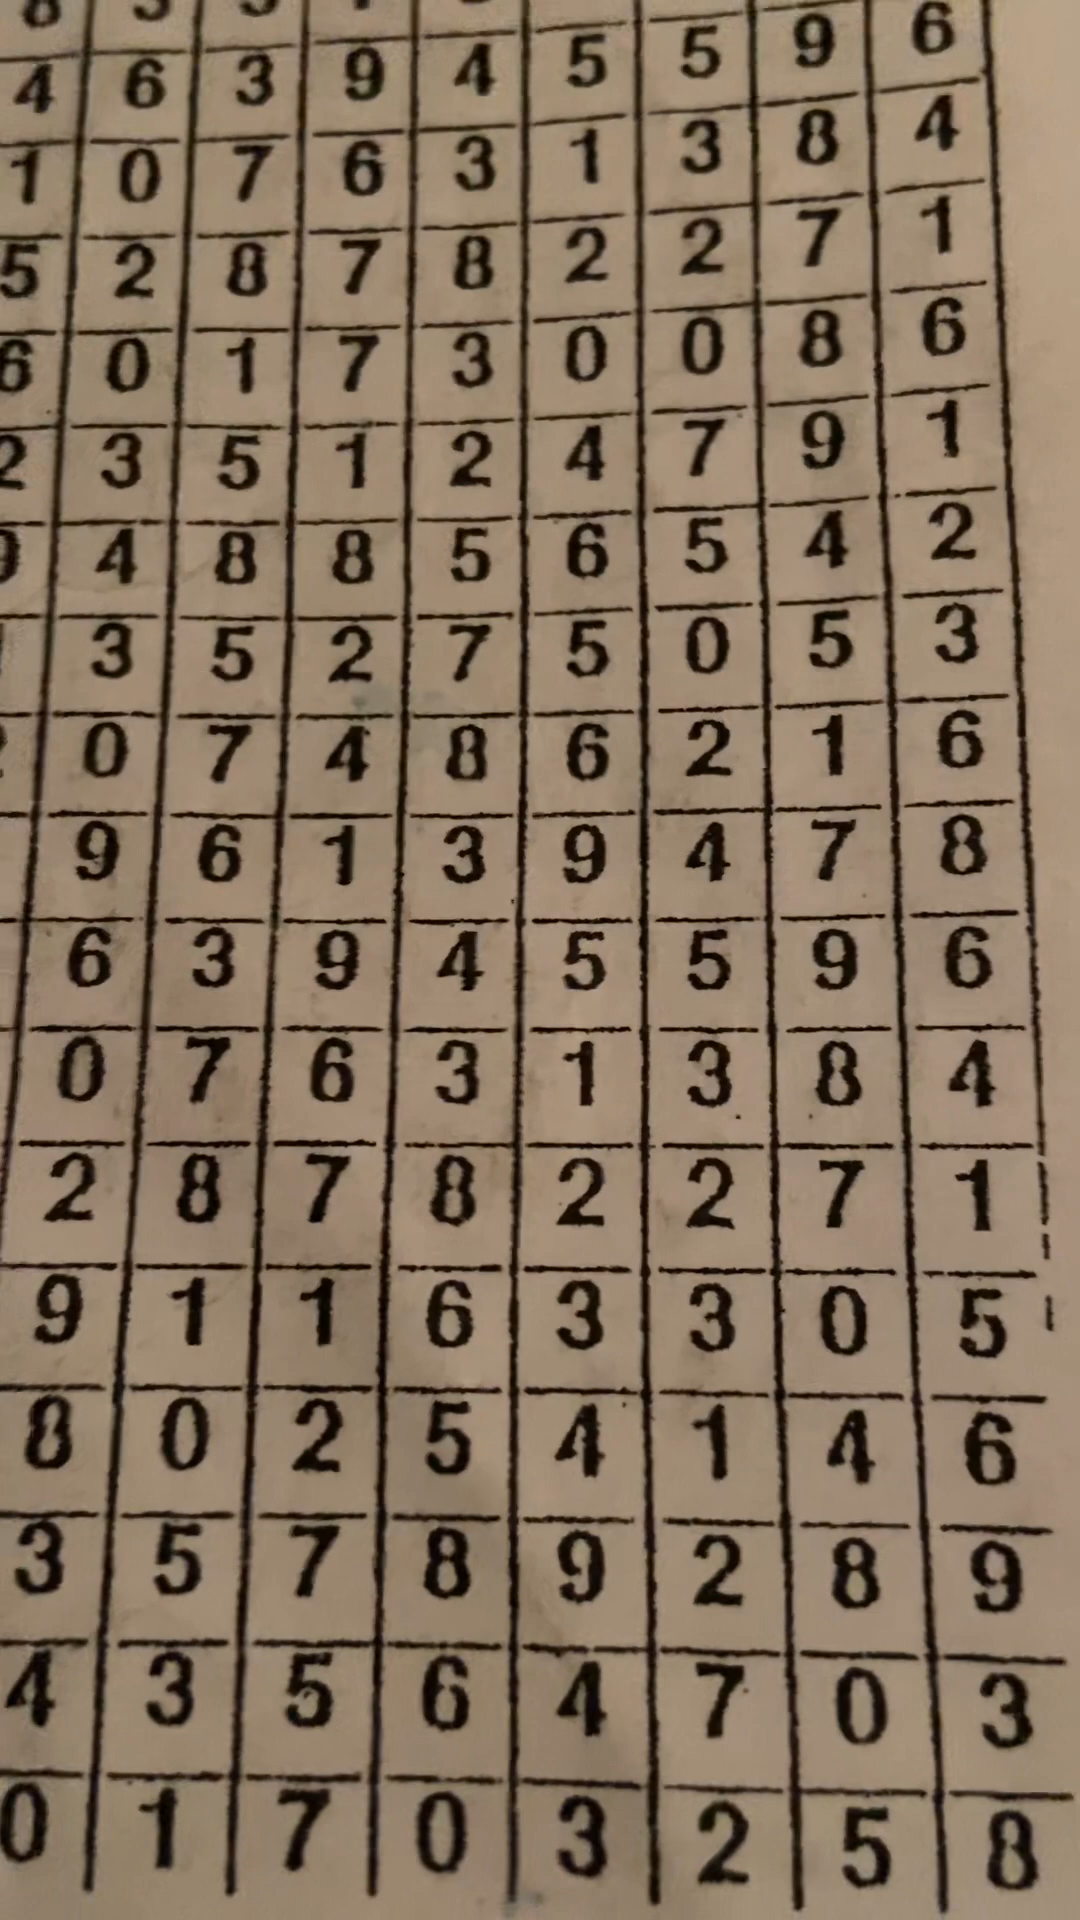 4 6 3 9 4 5 5 9 6
1 0 7 6 3 1 3 8 4
5 2 8 7 8 2 2 7 1
6 0 1 7 3 0 0 8 6
2 3 5 1 2 4 7 9 1
4 8 8 5 6 5 4 2
3 5 2 7 5 0 5 3
0 7 4 8 6 2 1 6
9 6 1 3 9 4 7 8
6 3 9 4 5 5 9 6
0 7 6 3 1 3 8 4
2 8 7 8 2 2 7 1
9 1 1 6 3 3 0 5
8 0 2 5 4 1 4 6
3 5 7 8 9 2 8 9
4 3 5 6 4 7 0 3
0 1 7 0 3 2 5 8